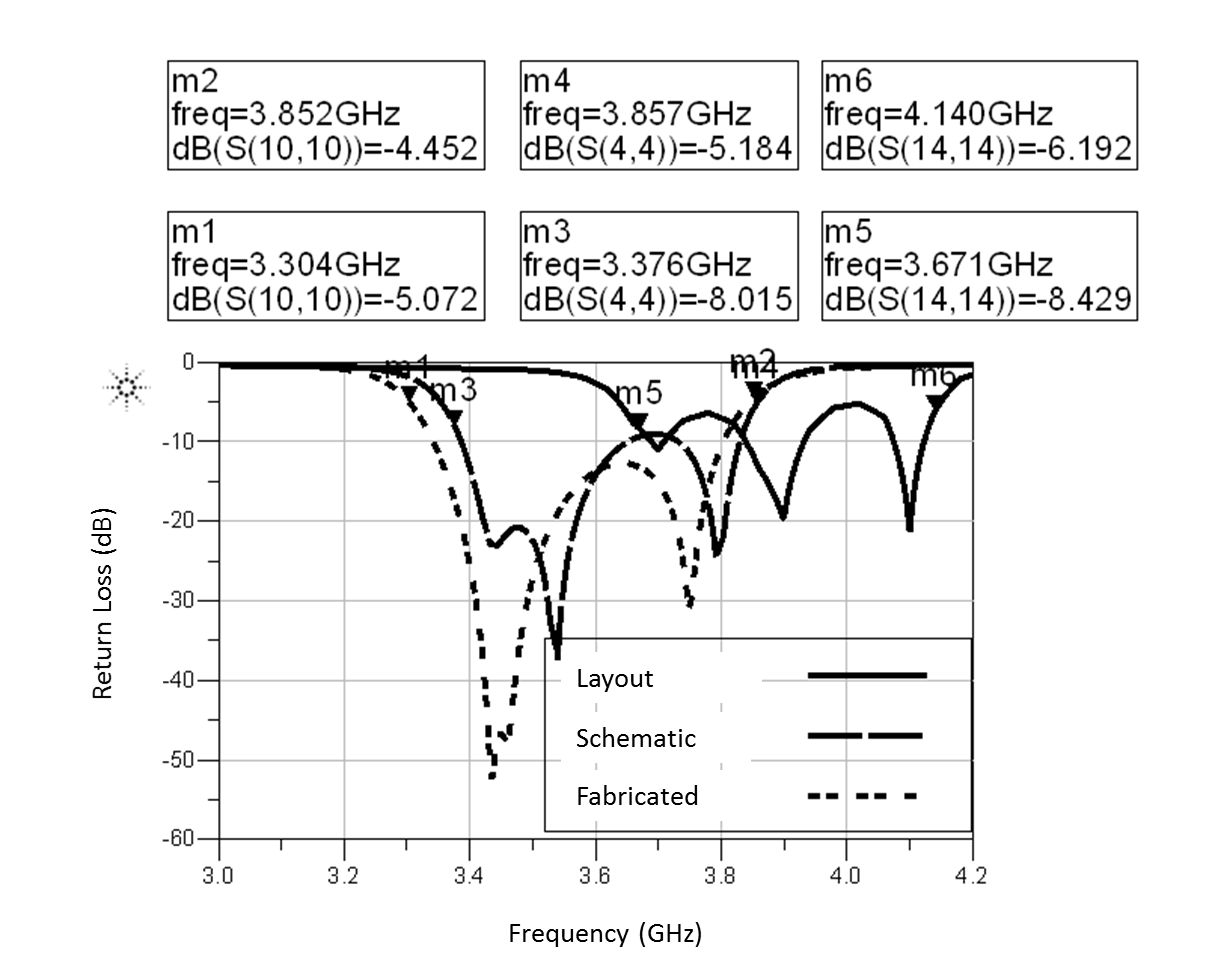 m2
freq=3.852GHz
dB(S(10,10))=-4.452
m4
freq=3.857GHz
dB(S(4,4))=-5.184
m6
freq=4.140GHz
dB(S(14,14))=-6.192
m1
freq=3.304GHz
dB(S(10,10))=-5.072
m3
freq=3.376GHz
dB(S(4,4))=-8.015
m5
freq=3.671GHz
dB(S(14,14))=-8.429
m1
m3
m5
m2
m4
m6
0
-10
-20
-30
-40
-50
-60
Return Loss (dB)
Layout
Schematic
Fabricated
3.0 3.2 3.4 3.6 3.8 4.0 4.2
Frequency (GHz)